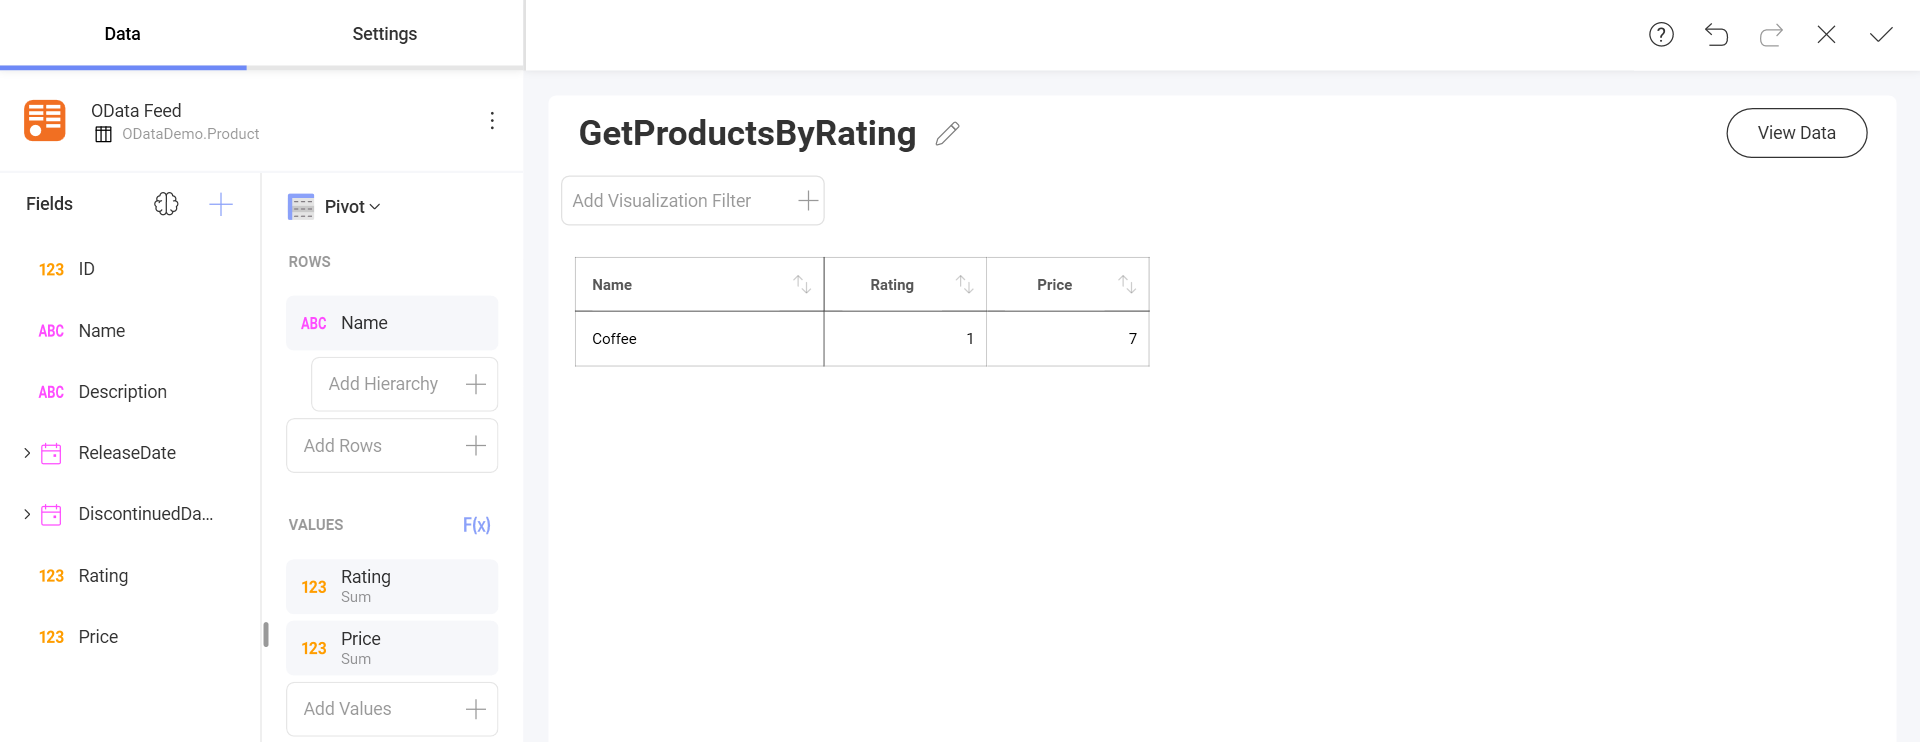 Data
Settings
OData Feed
ODataDemo.Product
Fields
123 ID
ABC Name
ABC Description
ReleaseDate
DiscontinuedDa...
123 Rating
123 Price
Pivot
ROWS
ABC Name
Add Hierarchy
Add Rows
VALUES F(x)
123 Rating
Sum
123 Price
Sum
Add Values
?
GetProductsByRating
View Data
Add Visualization Filter
Name Rating Price
Coffee 1 7